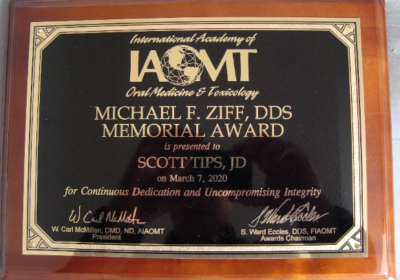 International Academy of
IAOMT
Oral Medicine & Toxicology
MICHAEL F. ZIFF, DDS
MEMORIAL AWARD
is presented to
SCOTT TIPS, JD
on March 7, 2020
for Continuous Dedication and Uncompromising Integrity
W. Carl McMillan, DMD, ND, AIAOMT
President
S. Ward Eccles, DDS, FIAOMT
Awards Chairman